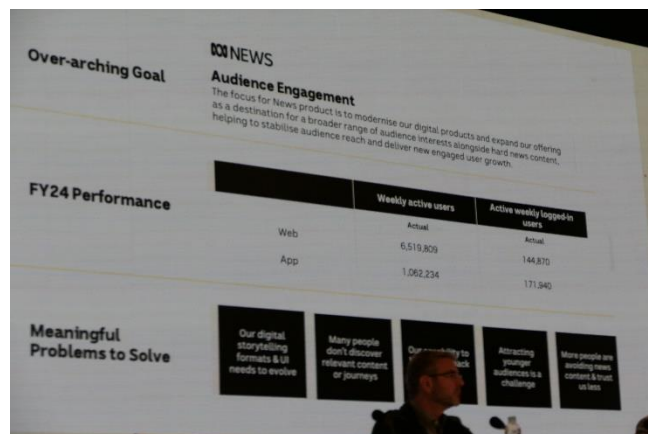 Over-arching Goal
NEWS
Audience Engagement
The focus for News product is to modernise our digital products and expand our offering
as a destination for a broader range of audience interests alongside hard news content,
helping to stabilise audience reach and deliver new engaged user growth.
FY24 Performance
Weekly active users
Active weekly logged-in
users
Actual
Actual
Web
6,519,809
144,870
App
1,062,234
171,940
Meaningful
Problems to Solve
Our digital
storytelling
formats & UI
needs to evolve
Many people
don't discover
relevant content
or journeys
Our
to
Attracting
younger
audiences is a
challenge
More people are
avoiding news
content & trust
us less